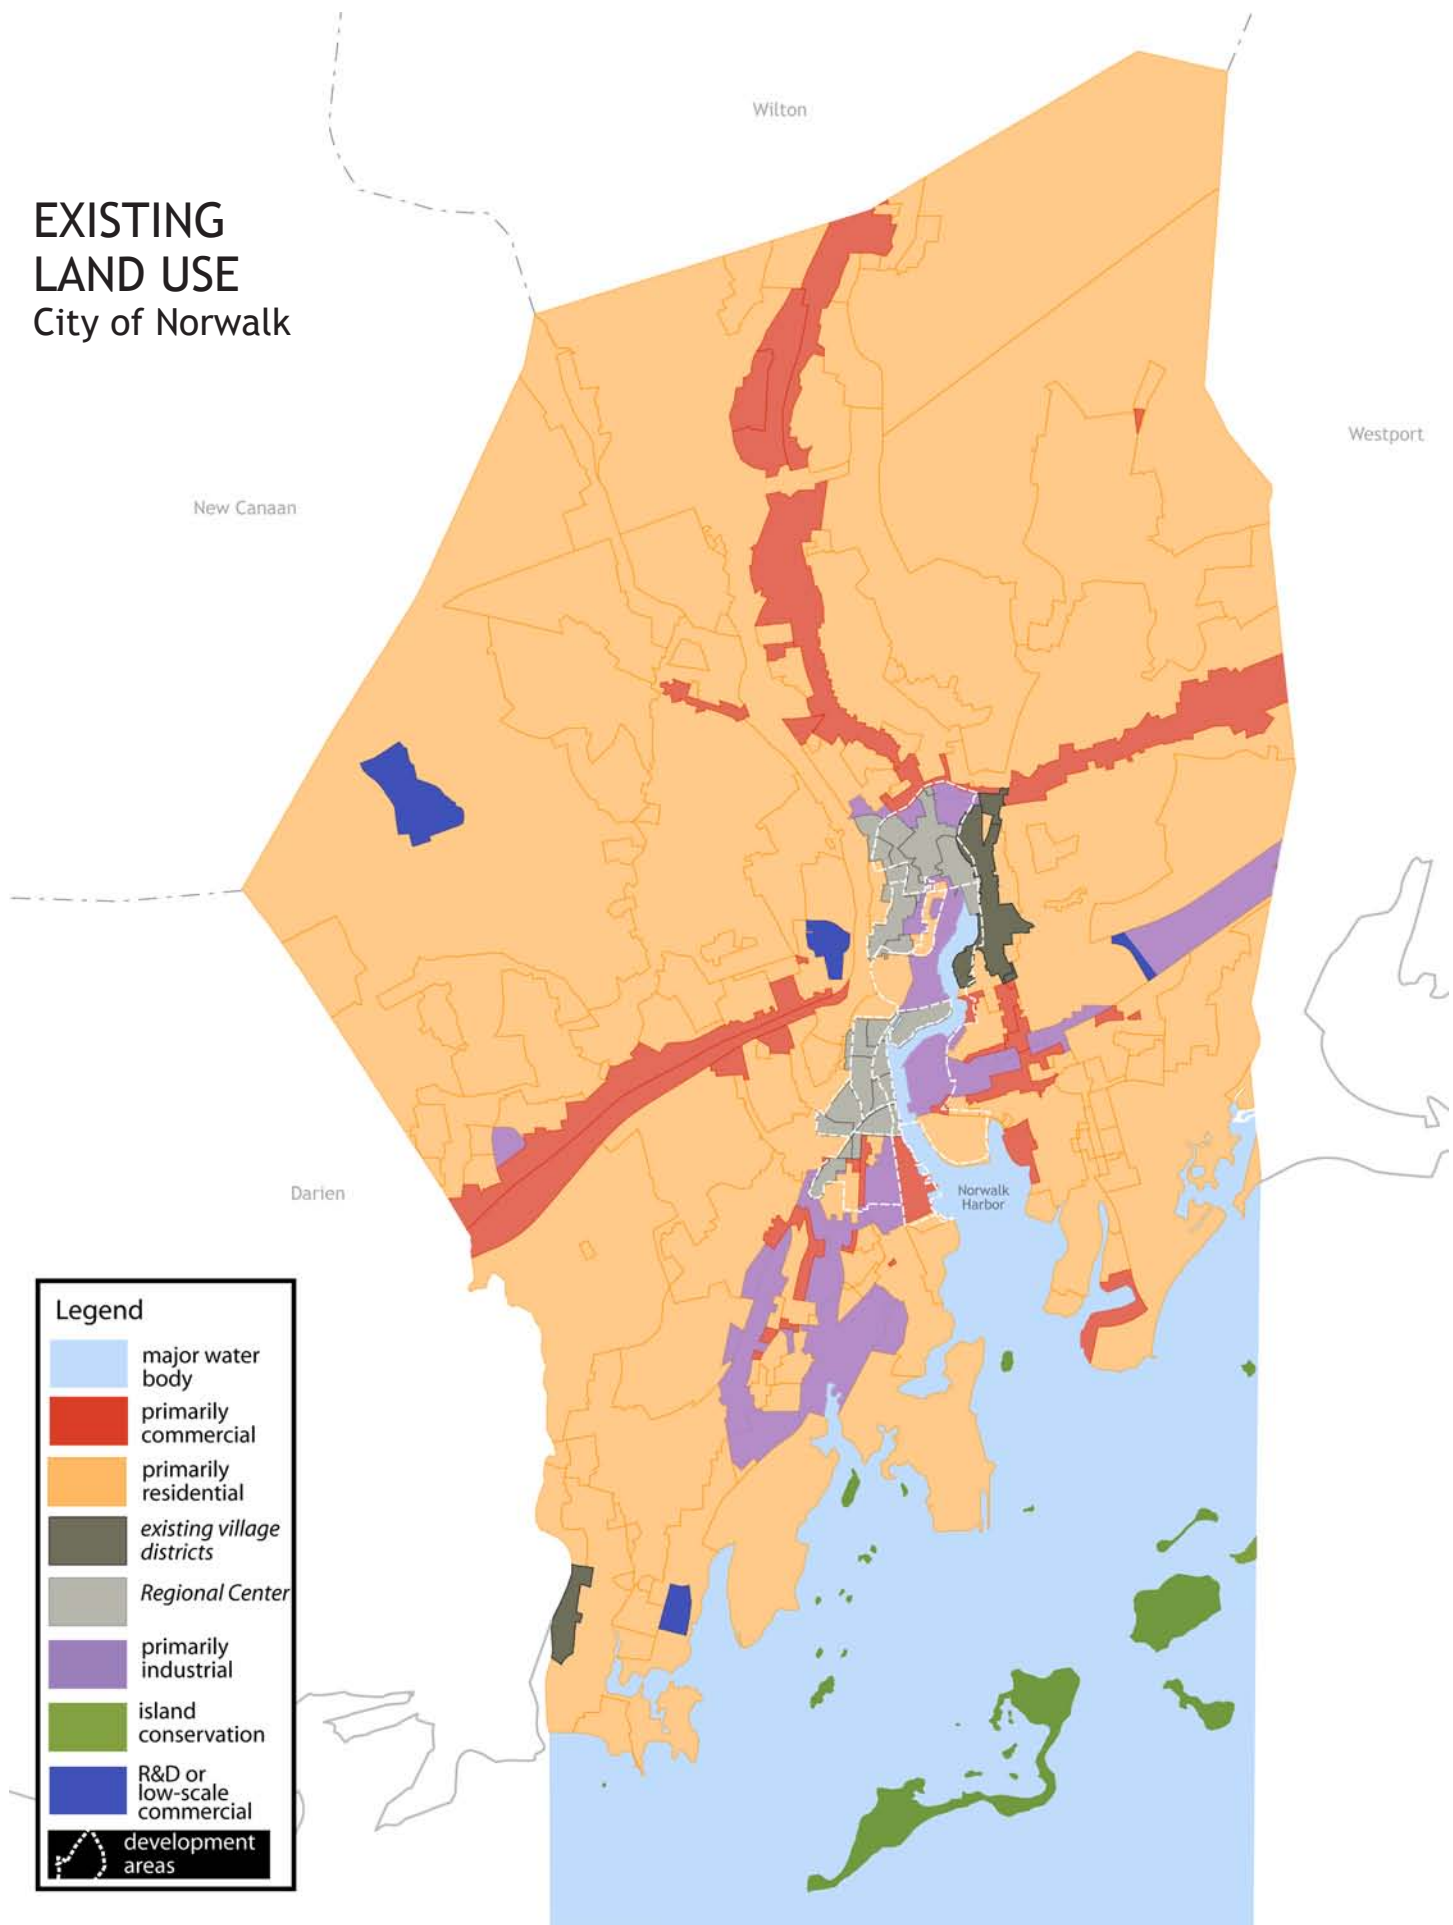 Wilton
EXISTING
LAND USE
City of Norwalk
Westport
New Canaan
Darien
Norwalk
Harbor
Legend
major water
body
primarily
commercial
primarily
residential
existing village
districts
Regional Center
primarily
industrial
island
conservation
R&D or
low-scale
commercial
development
areas